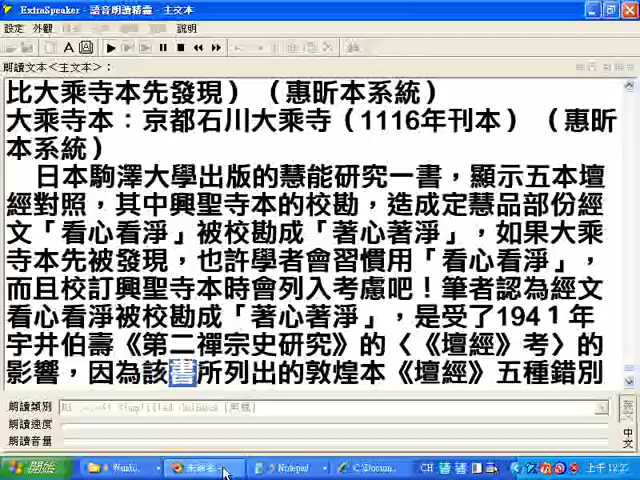 ExtraSpeaker - 語音朗讀精靈 - 主文本
設定 外觀 說明
朗讀文本<主文本>：
比大乘寺本先發現）（惠昕本系統）
大乘寺本：京都石川大乘寺（1116年刊本）（惠昕
本系統）
日本駒澤大學出版的慧能研究一書，顯示五本壇
經對照，其中興聖寺本的校勘，造成定慧品部份經
文「看心看淨」被校勘成「著心著淨」，如果大乘
寺本先被發現，也許學者會習慣用「看心看淨」，
而且校訂興聖寺本時會列入考慮吧！筆者認為經文
看心看淨被校勘成「著心著淨」，是受了194１年
宇井伯壽《第二禪宗史研究》的〈《壇經》考〉的
影響，因為該書所列出的敦煌本《壇經》五種錯別
朗讀類別
朗讀速度
朗讀音量
英文
中文
開始 Windo... 未命名 - Notepad C:\Docum... CH 上午 12:22